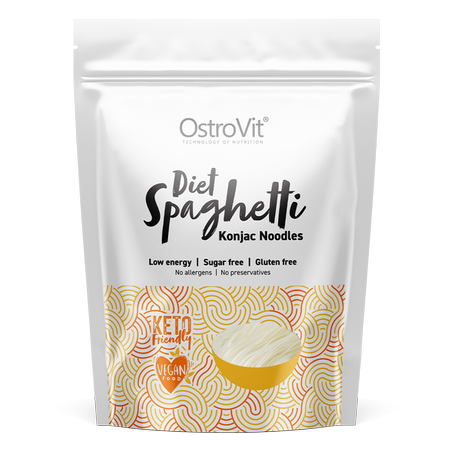 OstroVit®
TECHNOLOGY OF NUTRITION
Diet
Spaghetti
Konjac Noodles
Low energy | Sugar free | Gluten free
No allergens | No preservatives
KETO
Friendly
VEGAN
FOOD